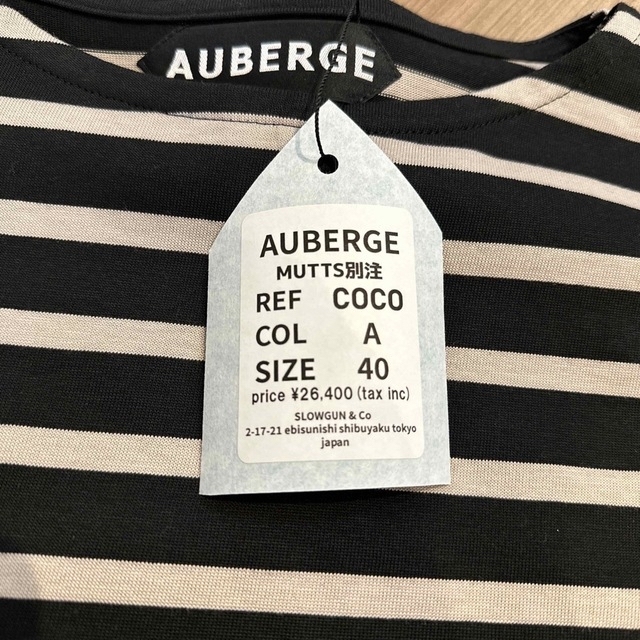 AUBERGE
AUBERGE
MUTTS別注
REF COCO
COL A
SIZE 40
price ¥26,400 (tax inc)
SLOWGUN & Co
2-17-21 ebisunishi shibuyaku tokyo
japan